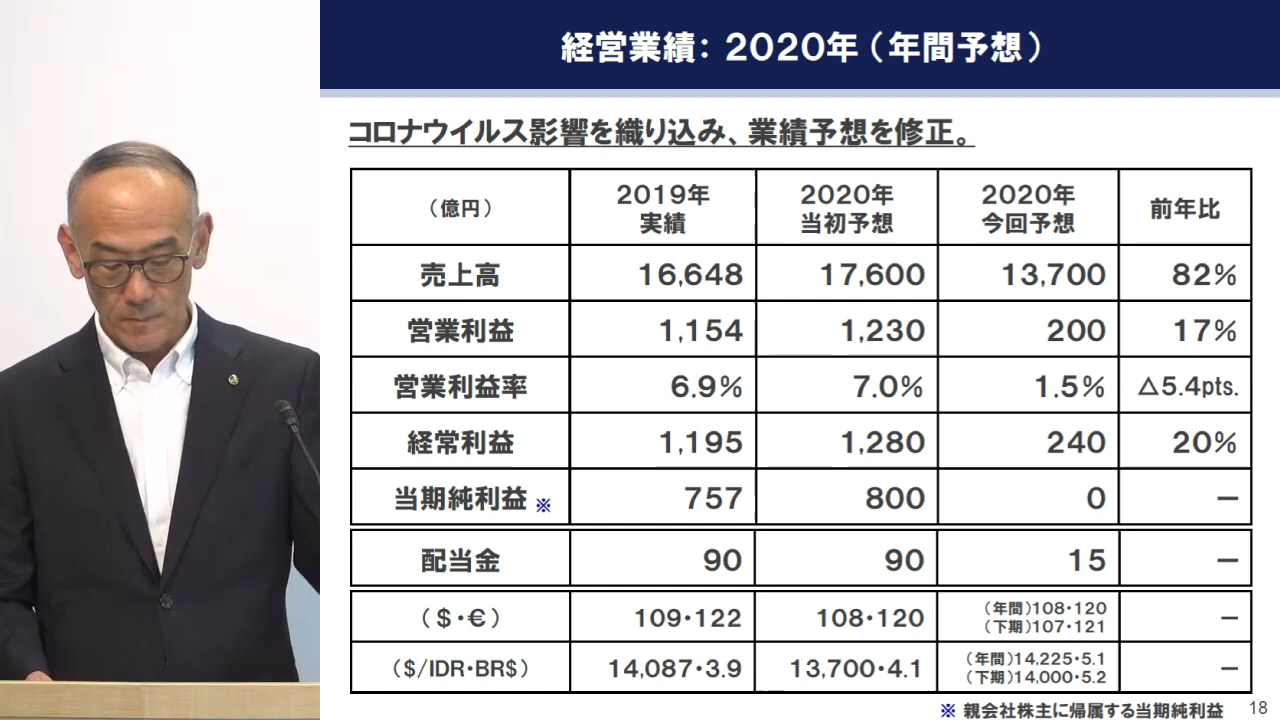 経営業績: 2020年(年間予想)
コロナウイルス影響を織り込み、業績予想を修正。
(億円) 2019年 実績 2020年 当初予想 2020年 今回予想 前年比
売上高 16,648 17,600 13,700 82%
営業利益 1,154 1,230 200 17%
営業利益率 6.9% 7.0% 1.5% △5.4pts.
経常利益 1,195 1,280 240 20%
当期純利益 ※ 757 800 0 —
配当金 90 90 15 —
($・€) 109・122 108・120 (年間)108・120 (下期)107・121 —
($/IDR・BR$) 14,087・3.9 13,700・4.1 (年間)14,225・5.1 (下期)14,000・5.2 —
※ 親会社株主に帰属する当期純利益 18